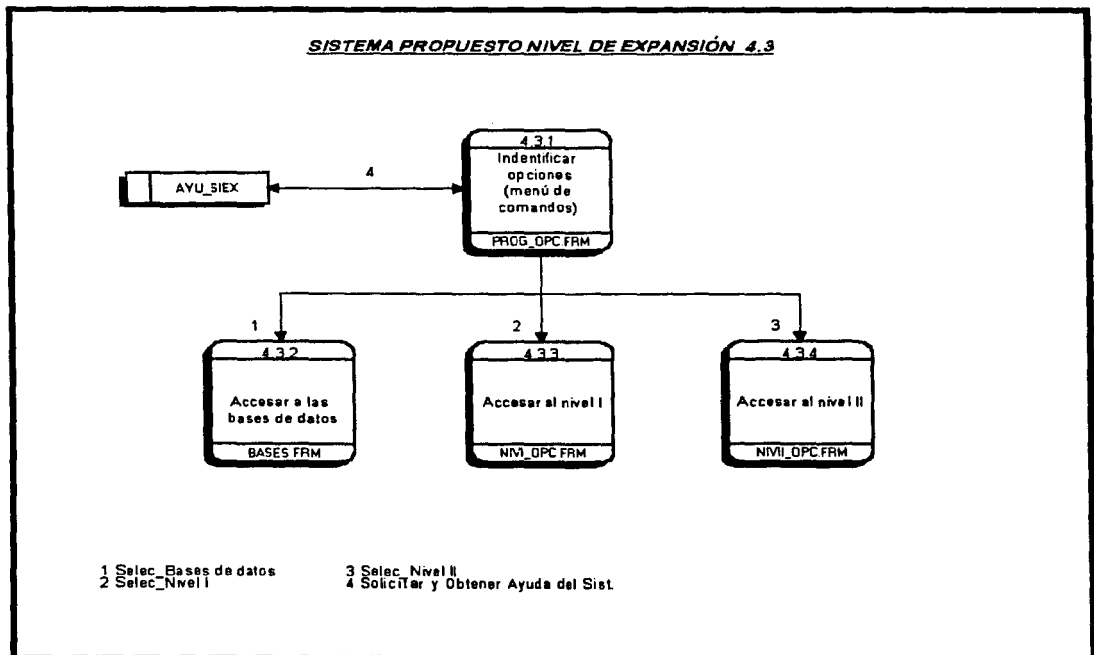 SISTEMA PROPUESTO NIVEL DE EXPANSIÓN 4.3
4.3.1
Indentificar
opciones
(menú de
comandos)
PROG_OPC.FRM
AYU_SIEX
4
1
2
3
4.3.2
Accesar a las
bases de datos
BASES.FRM
4.3.3
Accesar al nivel I
NIVI_OPC.FRM
4.3.4
Accesar al nivel II
NIVII_OPC.FRM
1 Selec_Bases de datos
2 Selec_Nivel I
3 Selec_Nivel II
4 Solicitar y Obtener Ayuda del Sist.